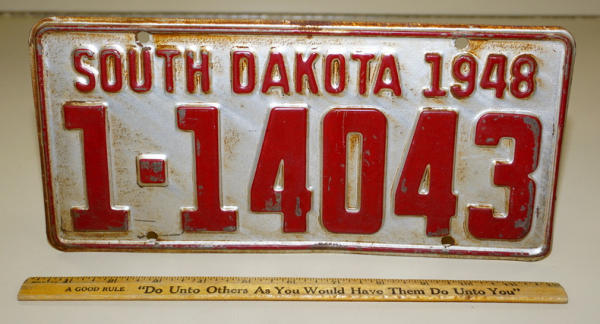 SOUTH DAKOTA 1948
1-14043
A GOOD RULE "Do Unto Others As You Would Have Them Do Unto You"